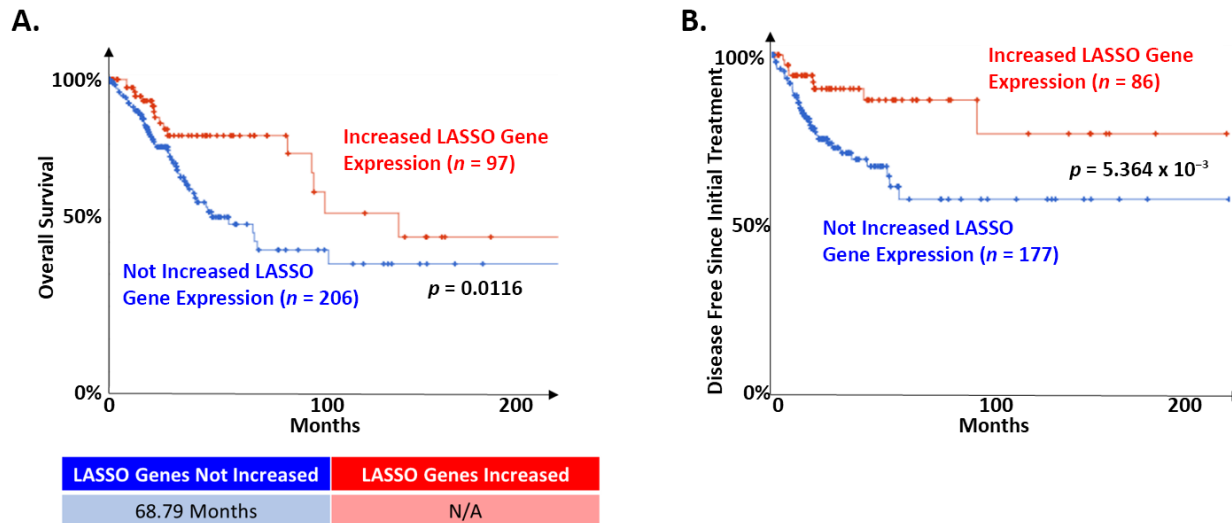 A.
100%
50%
0%
Overall Survival
Increased LASSO Gene
Expression (n = 97)
Not Increased LASSO
Gene Expression (n = 206)
p = 0.0116
0
100
200
Months
LASSO Genes Not Increased
LASSO Genes Increased
68.79 Months
N/A
B.
100%
50%
0%
Disease Free Since Initial Treatment
Increased LASSO Gene
Expression (n = 86)
p = 5.364 x 10⁻³
Not Increased LASSO
Gene Expression (n = 177)
0
100
200
Months